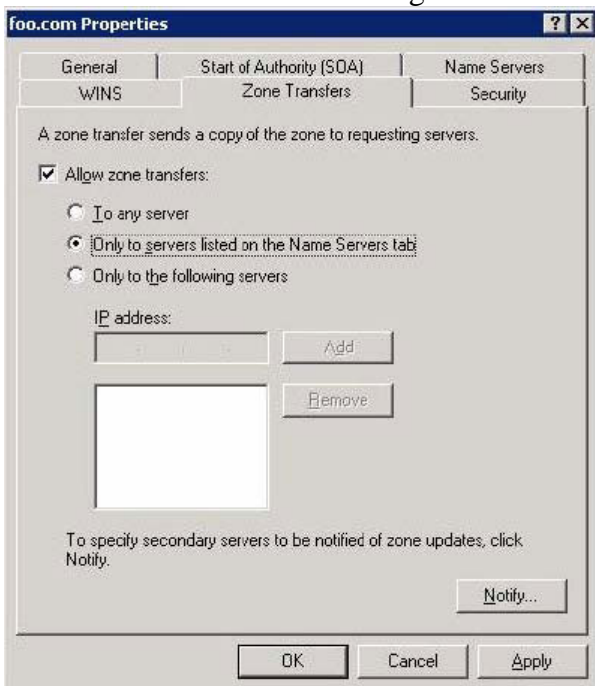 foo.com Properties
General
Start of Authority (SOA)
Name Servers
WINS
Zone Transfers
Security
A zone transfer sends a copy of the zone to requesting servers.
Allow zone transfers:
To any server
Only to servers listed on the Name Servers tab
Only to the following servers
IP address:
Add
Remove
To specify secondary servers to be notified of zone updates, click
Notify.
Notify...
OK
Cancel
Apply